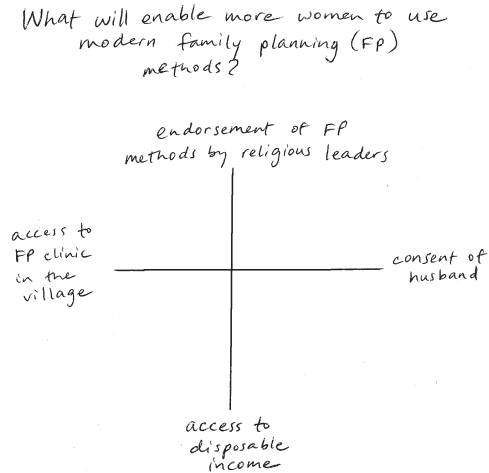 What will enable more women to use
modern family planning (FP)
methods?
endorsement of FP
methods by religious leaders
access to
FP clinic
in the
village
consent of
husband
access to
disposable
income